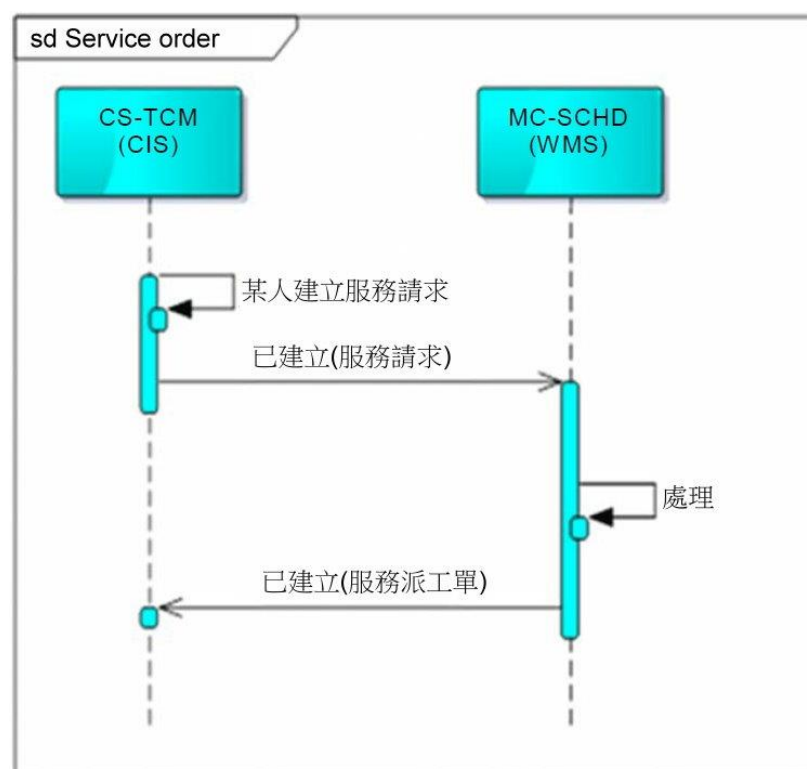 sd Service order
CS-TCM
(CIS)
MC-SCHD
(WMS)
某人建立服務請求
已建立(服務請求)
處理
已建立(服務派工單)